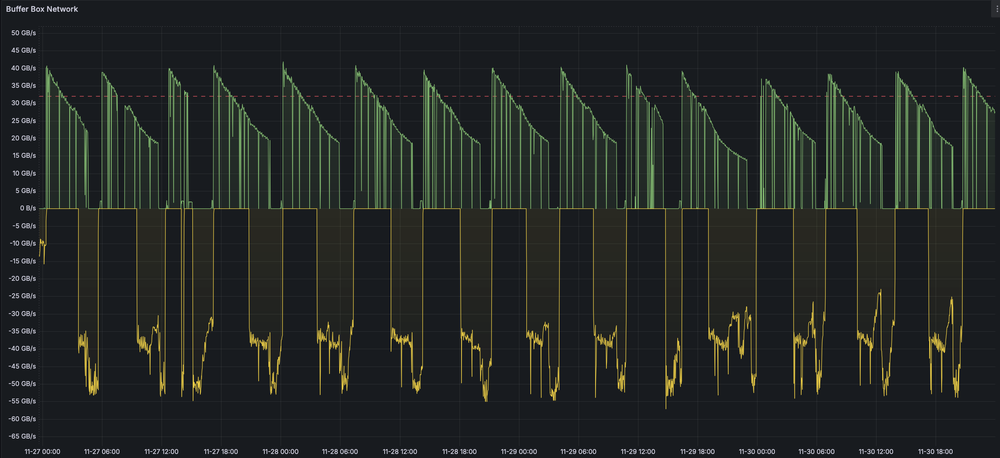 Buffer Box Network
50 GB/s
45 GB/s
40 GB/s
35 GB/s
30 GB/s
25 GB/s
20 GB/s
15 GB/s
10 GB/s
5 GB/s
0 B/s
-5 GB/s
-10 GB/s
-15 GB/s
-20 GB/s
-25 GB/s
-30 GB/s
-35 GB/s
-40 GB/s
-45 GB/s
-50 GB/s
-55 GB/s
-60 GB/s
-65 GB/s
11-27 00:00 11-27 06:00 11-27 12:00 11-27 18:00 11-28 00:00 11-28 06:00 11-28 12:00 11-28 18:00 11-29 00:00 11-29 06:00 11-29 12:00 11-29 18:00 11-30 00:00 11-30 06:00 11-30 12:00 11-30 18:00